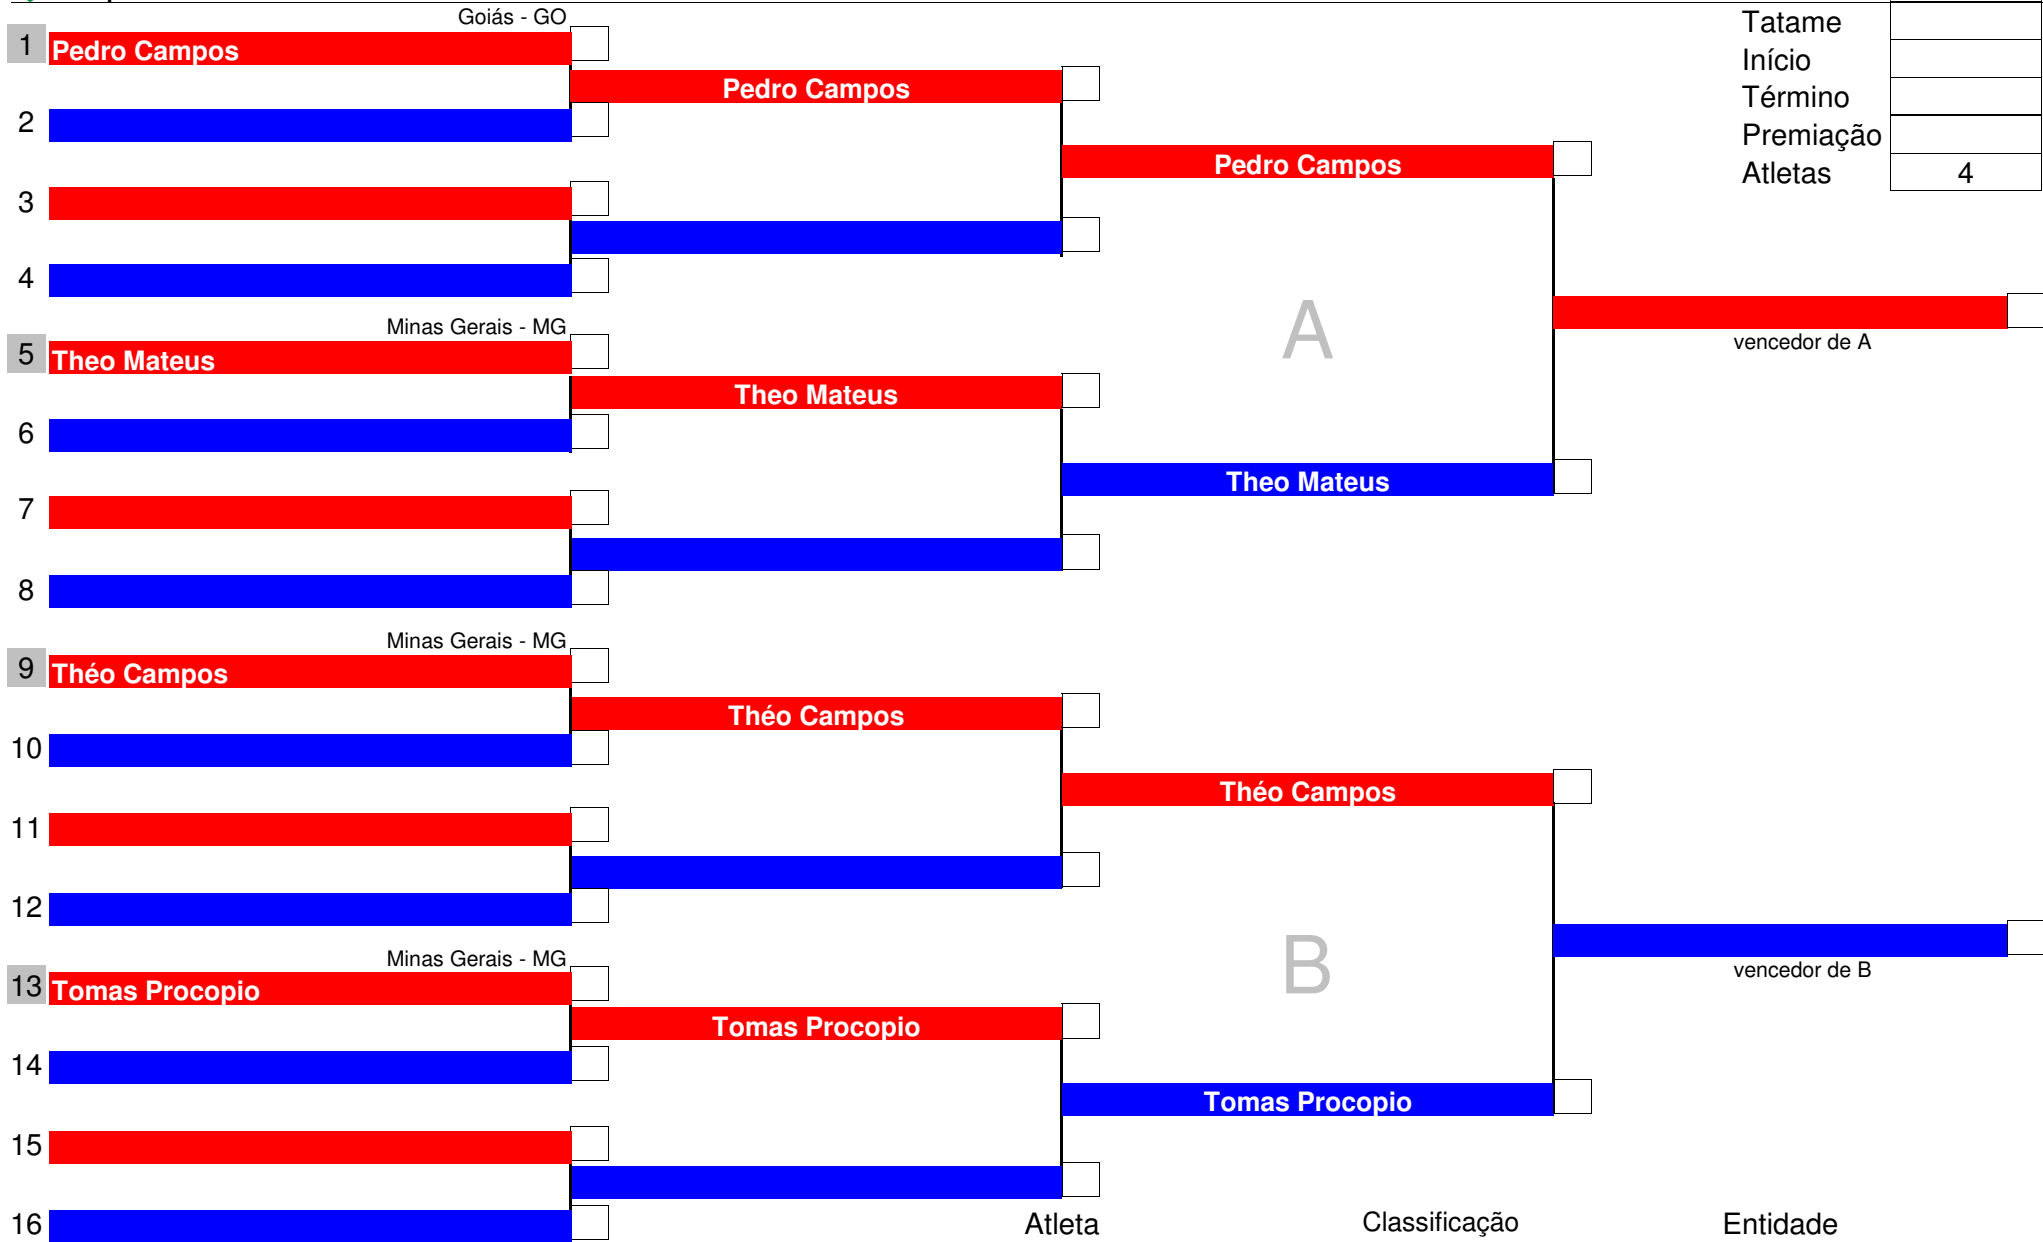 Goiás - GO
1 Pedro Campos
Pedro Campos
2
Pedro Campos
3
4
Minas Gerais - MG
5 Theo Mateus
Theo Mateus
6
Theo Mateus
7
8
A
vencedor de A
Minas Gerais - MG
9 Théo Campos
Théo Campos
10
Théo Campos
11
12
Minas Gerais - MG
13 Tomas Procopio
Tomas Procopio
14
Tomas Procopio
15
16
B
vencedor de B
Tatame
Início
Término
Premiação
Atletas 4
Atleta Classificação Entidade